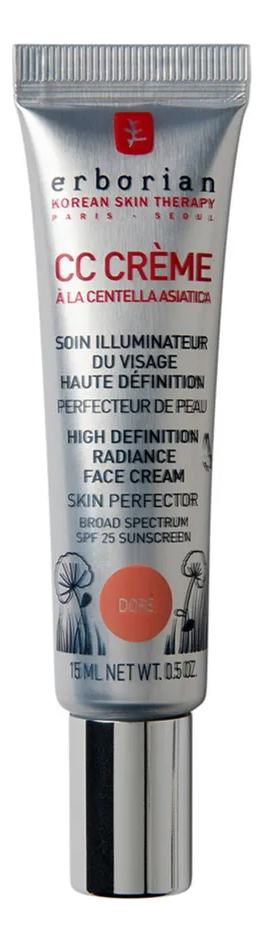 erborian
KOREAN SKIN THERAPY
PARIS - SEOUL
CC CRÈME
À LA CENTELLA ASIATICA
SOIN ILLUMINATEUR
DU VISAGE
HAUTE DÉFINITION
PERFECTEUR DE PEAU
HIGH DEFINITION
RADIANCE
FACE CREAM
SKIN PERFECTOR
BROAD SPECTRUM
SPF 25 SUNSCREEN
DORÉ
15 ML NET WT. 0.5 OZ.